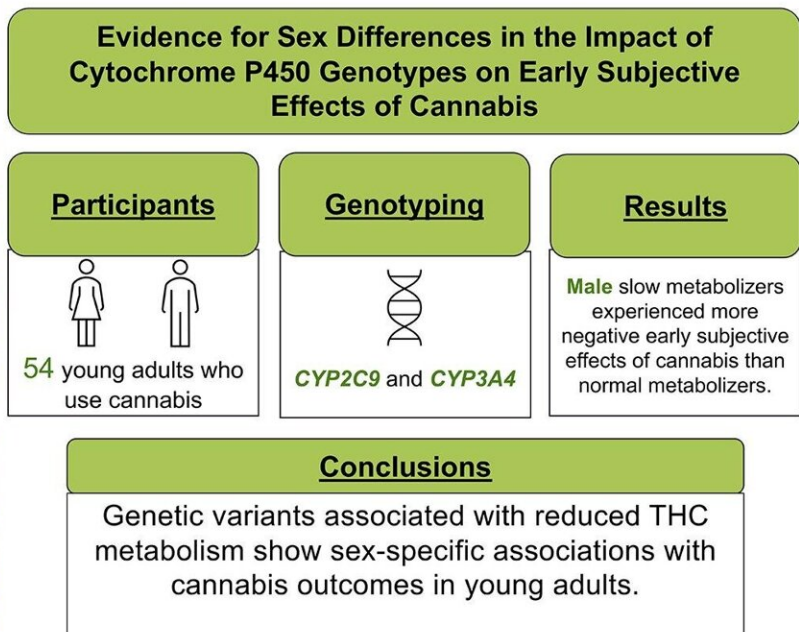 Evidence for Sex Differences in the Impact of
Cytochrome P450 Genotypes on Early Subjective
Effects of Cannabis
Participants
54 young adults who
use cannabis
Genotyping
CYP2C9 and CYP3A4
Results
Male slow metabolizers
experienced more
negative early subjective
effects of cannabis than
normal metabolizers.
Conclusions
Genetic variants associated with reduced THC
metabolism show sex-specific associations with
cannabis outcomes in young adults.